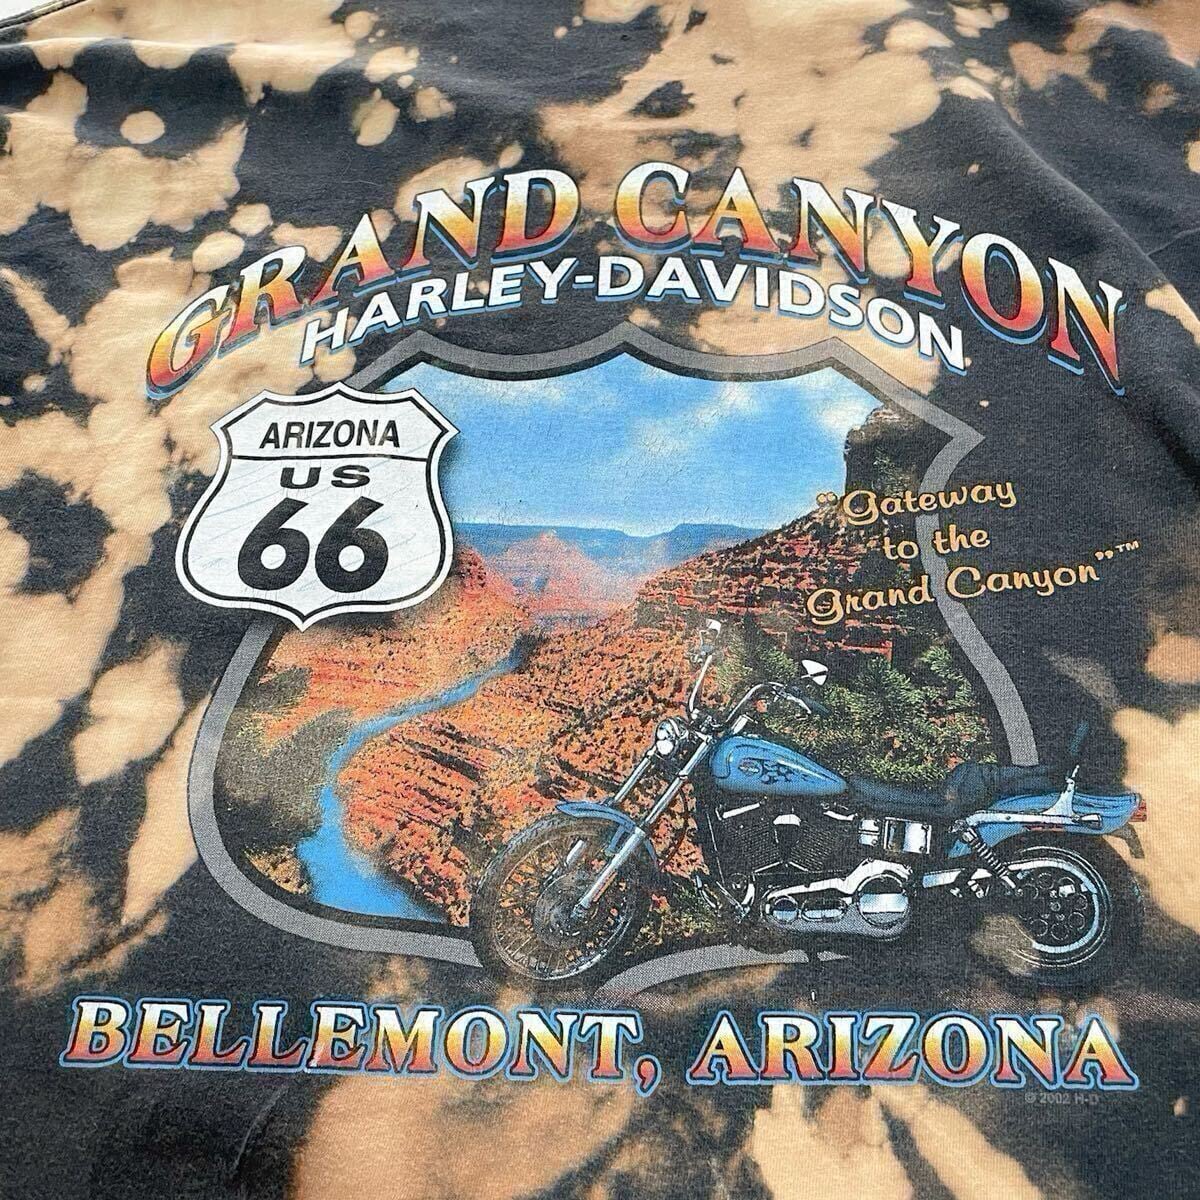 GRAND CANYON
HARLEY-DAVIDSON
ARIZONA
US
66
“Gateway
to the
Grand Canyon”™
BELLEMONT, ARIZONA
© 2002 H-D